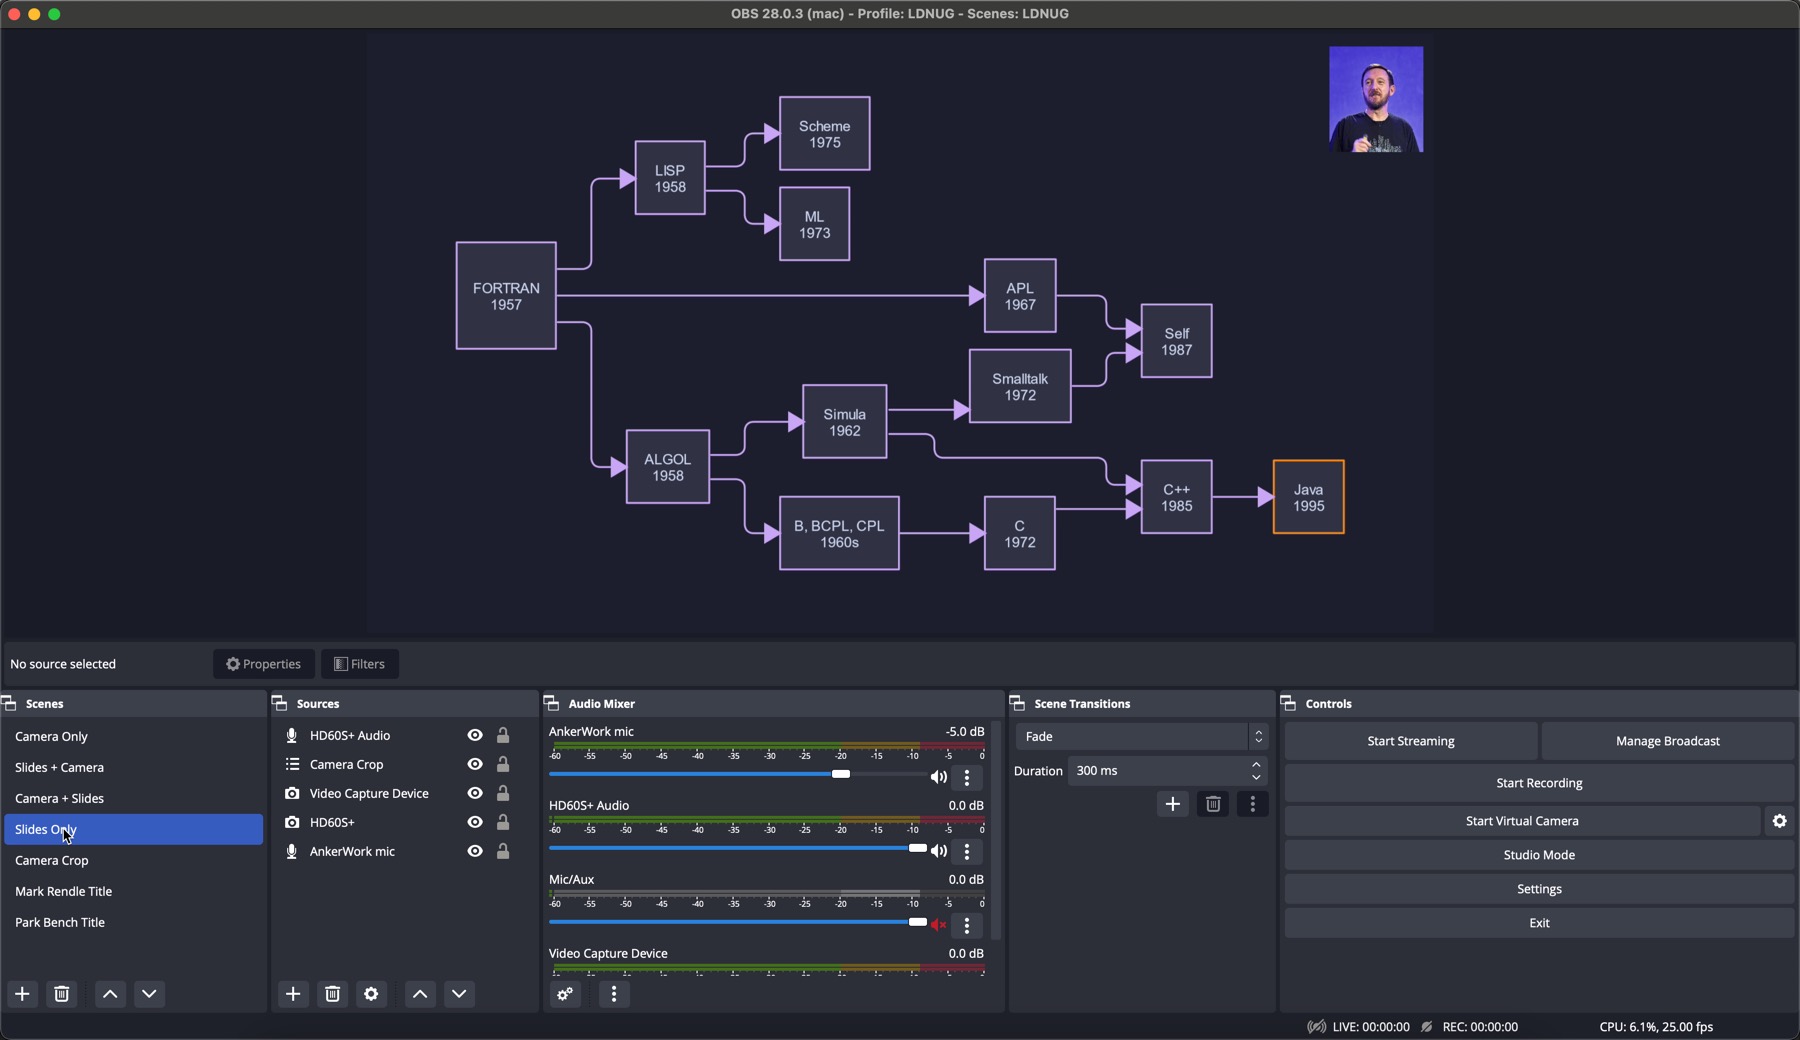 OBS 28.0.3 (mac) - Profile: LDNUG - Scenes: LDNUG
Scheme
1975
LISP
1958
ML
1973
FORTRAN
1957
APL
1967
Self
1987
Smalltalk
1972
Simula
1962
ALGOL
1958
C++
1985
Java
1995
B, BCPL, CPL
1960s
C
1972
No source selected
Properties
Filters
Scenes
Camera Only
Slides + Camera
Camera + Slides
Slides Only
Camera Crop
Mark Rendle Title
Park Bench Title
Sources
HD60S+ Audio
Camera Crop
Video Capture Device
HD60S+
AnkerWork mic
Audio Mixer
AnkerWork mic -5.0 dB
-60 -55 -50 -45 -40 -35 -30 -25 -20 -15 -10 -5 0
HD60S+ Audio 0.0 dB
-60 -55 -50 -45 -40 -35 -30 -25 -20 -15 -10 -5 0
Mic/Aux 0.0 dB
-60 -55 -50 -45 -40 -35 -30 -25 -20 -15 -10 -5 0
Video Capture Device 0.0 dB
Scene Transitions
Fade
Duration 300 ms
Controls
Start Streaming
Manage Broadcast
Start Recording
Start Virtual Camera
Studio Mode
Settings
Exit
LIVE: 00:00:00 REC: 00:00:00 CPU: 6.1%, 25.00 fps